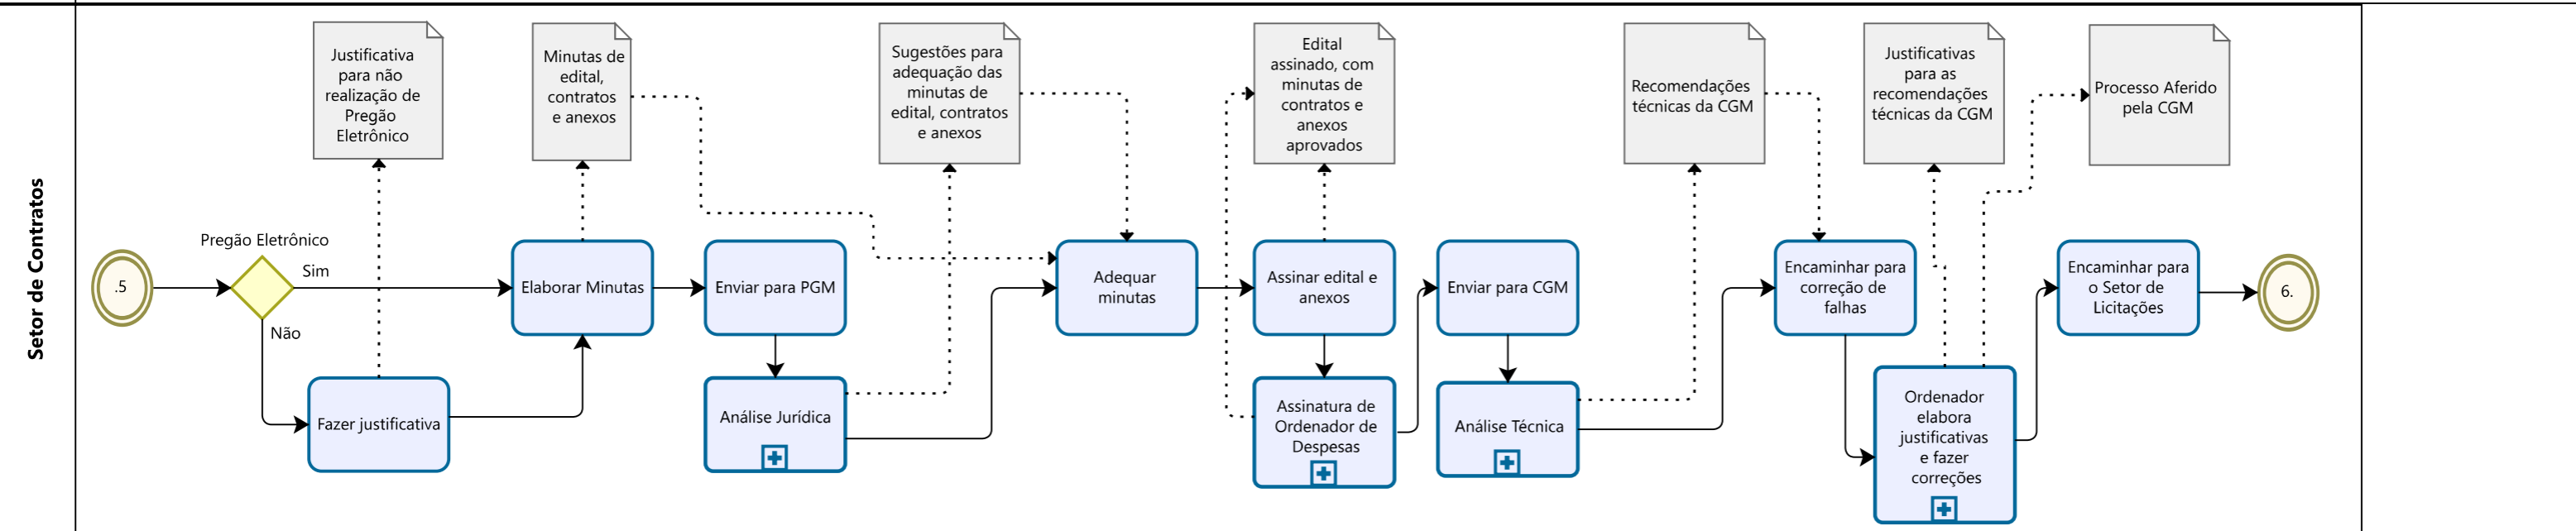 Setor de Contratos
.5
Pregão Eletrônico
Sim
Não
Justificativa
para não
realização de
Pregão
Eletrônico
Fazer justificativa
Minutas de
edital,
contratos
e anexos
Elaborar Minutas
Enviar para PGM
Análise Jurídica
Sugestões para
adequação das
minutas de
edital, contratos
e anexos
Adequar
minutas
Edital
assinado, com
minutas de
contratos e
anexos
aprovados
Assinar edital e
anexos
Assinatura de
Ordenador de
Despesas
Enviar para CGM
Análise Técnica
Recomendações
técnicas da CGM
Encaminhar para
correção de
falhas
Justificativas
para as
recomendações
técnicas da CGM
Ordenador
elabora
justificativas
e fazer
correções
Processo Aferido
pela CGM
Encaminhar para
o Setor de
Licitações
6.